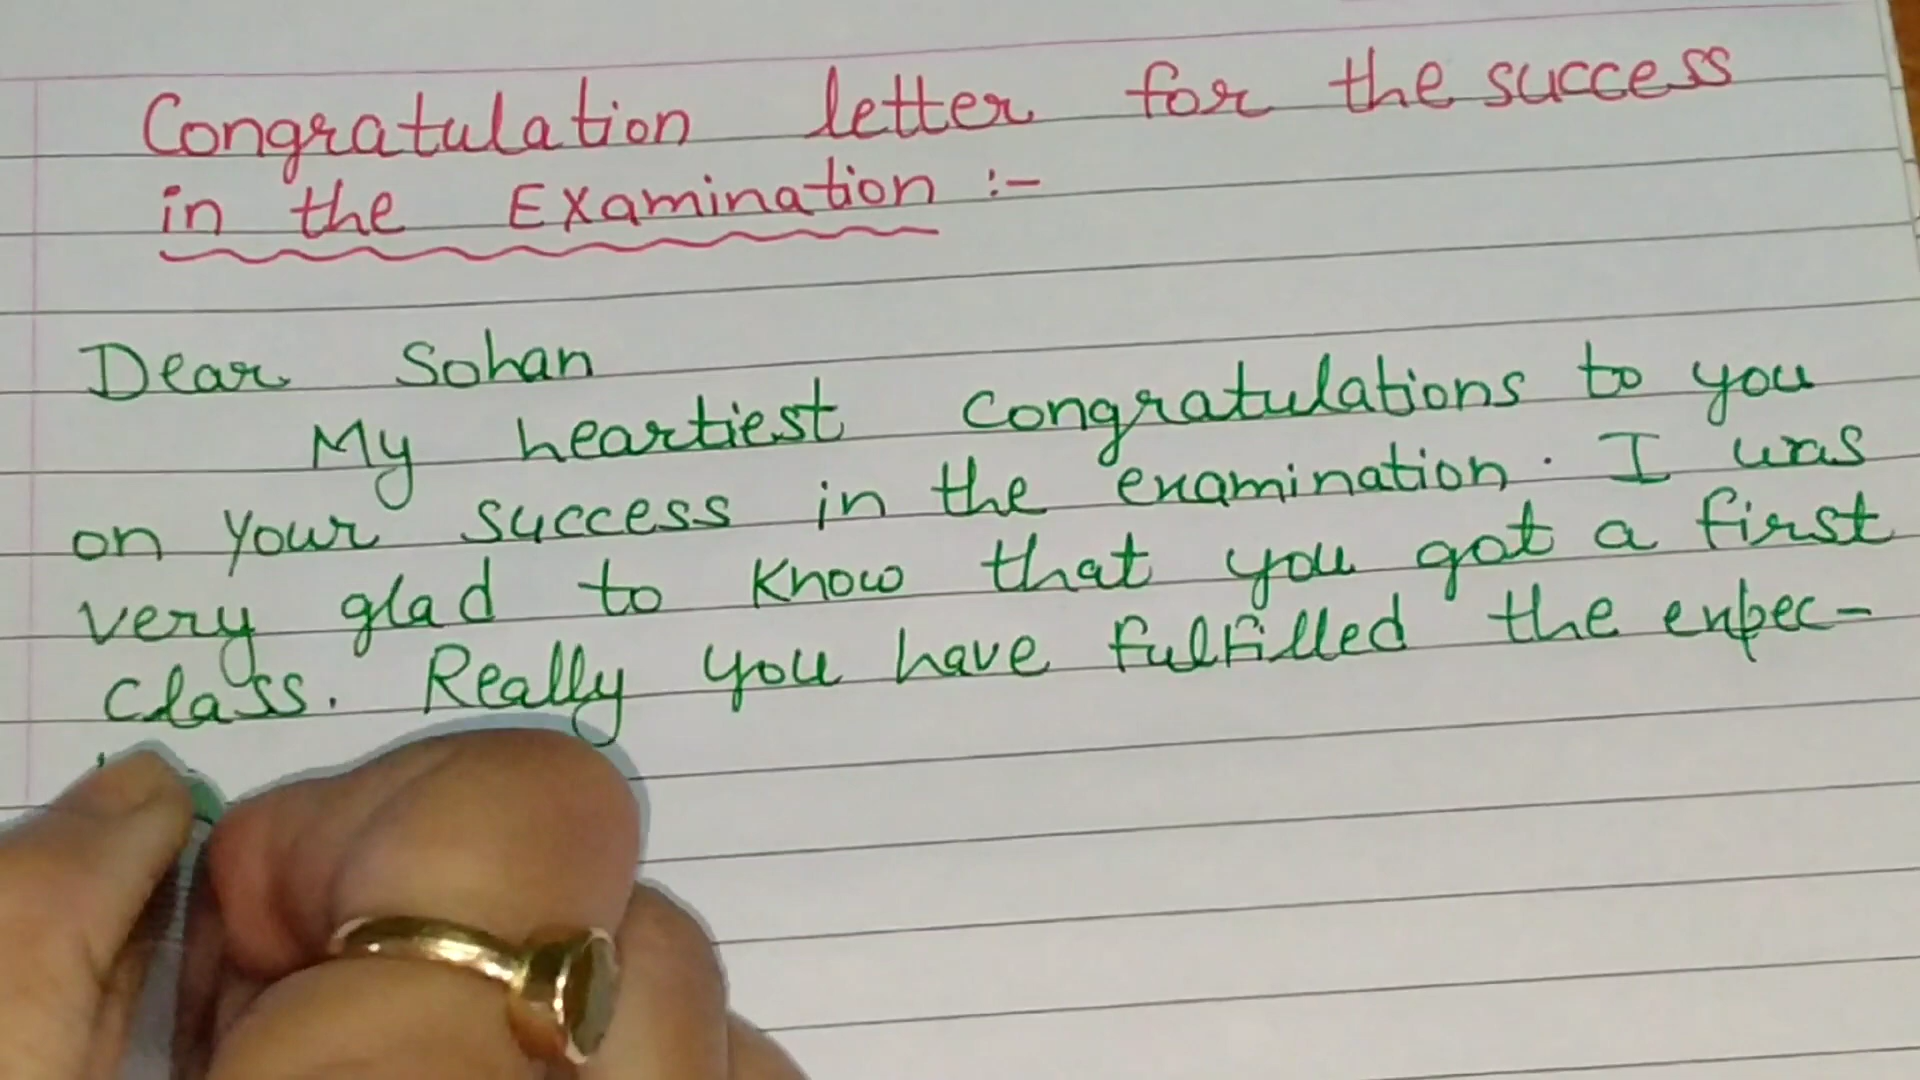 Congratulation letter for the success
in the Examination :-
Dear Sohan
My heartiest congratulations to you
on your success in the examination. I was
very glad to know that you got a first
class. Really you have fulfilled the expec-